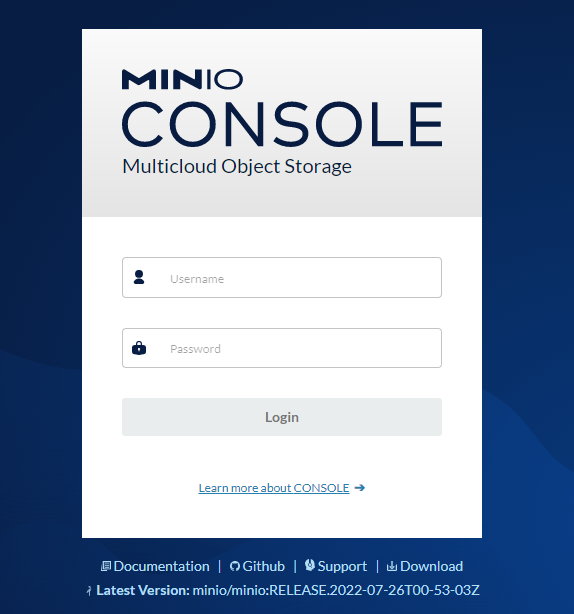 MINIO
CONSOLE
Multicloud Object Storage
Username
Password
Login
Learn more about CONSOLE ➔
Documentation | Github | Support | Download
Latest Version: minio/minio:RELEASE.2022-07-26T00-53-03Z